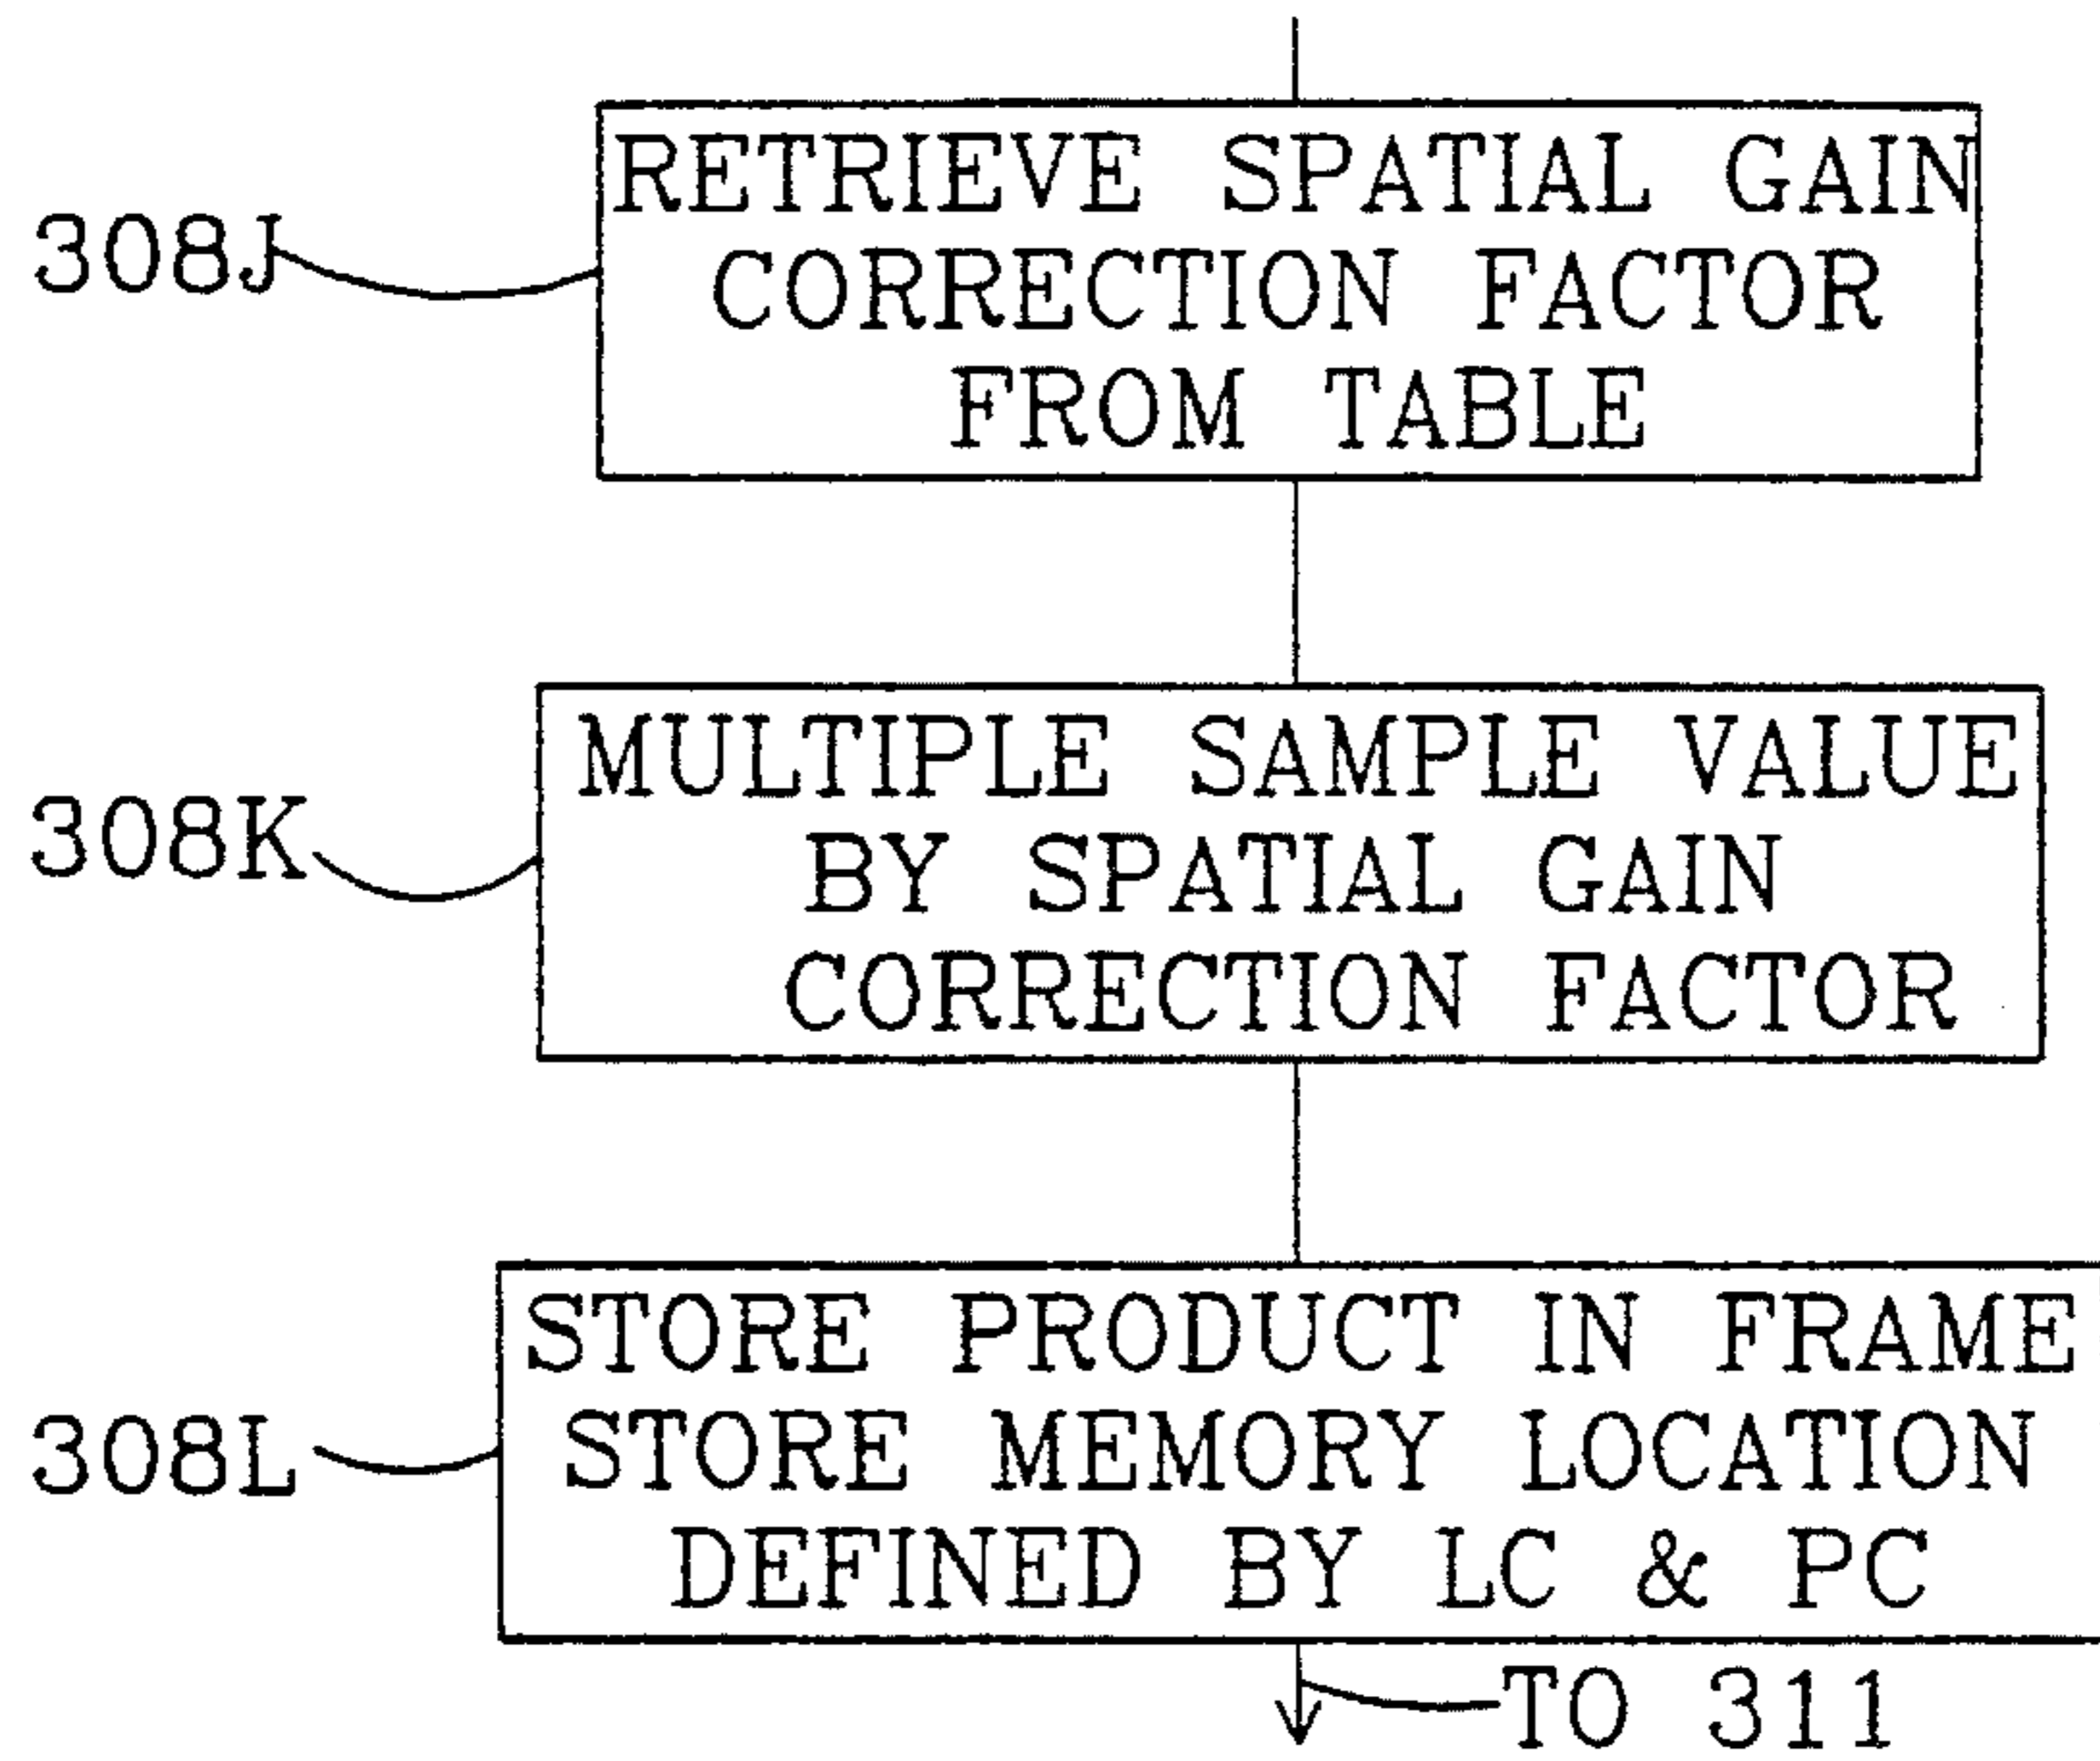 308J
RETRIEVE SPATIAL GAIN
CORRECTION FACTOR
FROM TABLE
308K
MULTIPLE SAMPLE VALUE
BY SPATIAL GAIN
CORRECTION FACTOR
308L
STORE PRODUCT IN FRAME
STORE MEMORY LOCATION
DEFINED BY LC & PC
TO 311